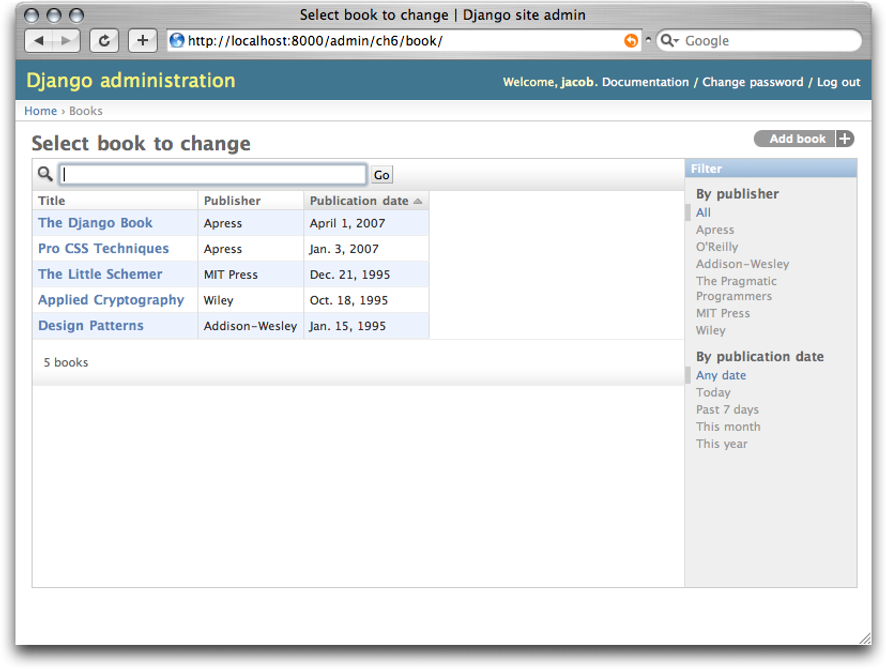 Select book to change | Django site admin
http://localhost:8000/admin/ch6/book/
Google
Django administration
Welcome, jacob. Documentation / Change password / Log out
Home › Books
Select book to change
Add book +
Go
Filter
Title Publisher Publication date
The Django Book Apress April 1, 2007
Pro CSS Techniques Apress Jan. 3, 2007
The Little Schemer MIT Press Dec. 21, 1995
Applied Cryptography Wiley Oct. 18, 1995
Design Patterns Addison-Wesley Jan. 15, 1995
5 books
By publisher
All
Apress
O'Reilly
Addison-Wesley
The Pragmatic
Programmers
MIT Press
Wiley
By publication date
Any date
Today
Past 7 days
This month
This year